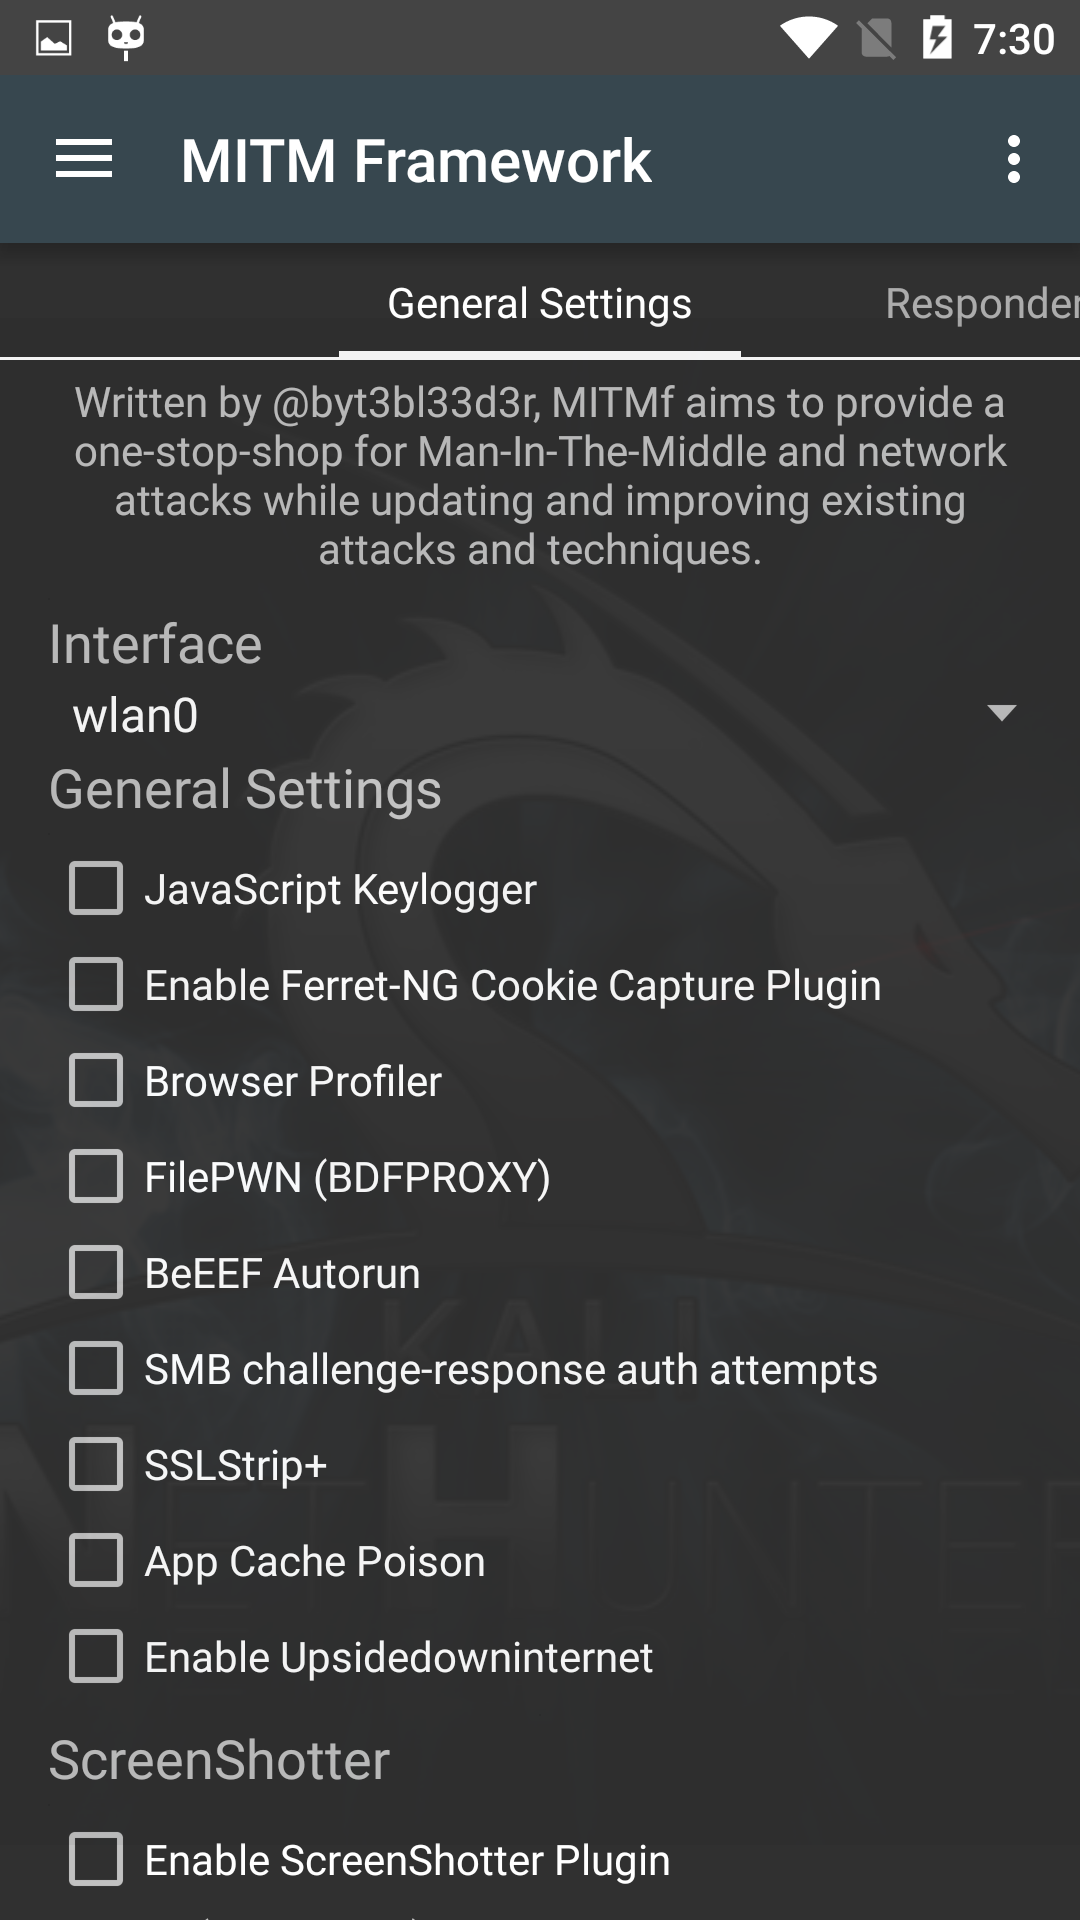 7:30
MITM Framework
General Settings
Responder
Written by @byt3bl33d3r, MITMf aims to provide a
one-stop-shop for Man-In-The-Middle and network
attacks while updating and improving existing
attacks and techniques.
Interface
wlan0
General Settings
JavaScript Keylogger
Enable Ferret-NG Cookie Capture Plugin
Browser Profiler
FilePWN (BDFPROXY)
BeEEF Autorun
KALI
SMB challenge-response auth attempts
SSLStrip+
NETHUNTER
App Cache Poison
Enable Upsidedowninternet
ScreenShotter
Enable ScreenShotter Plugin